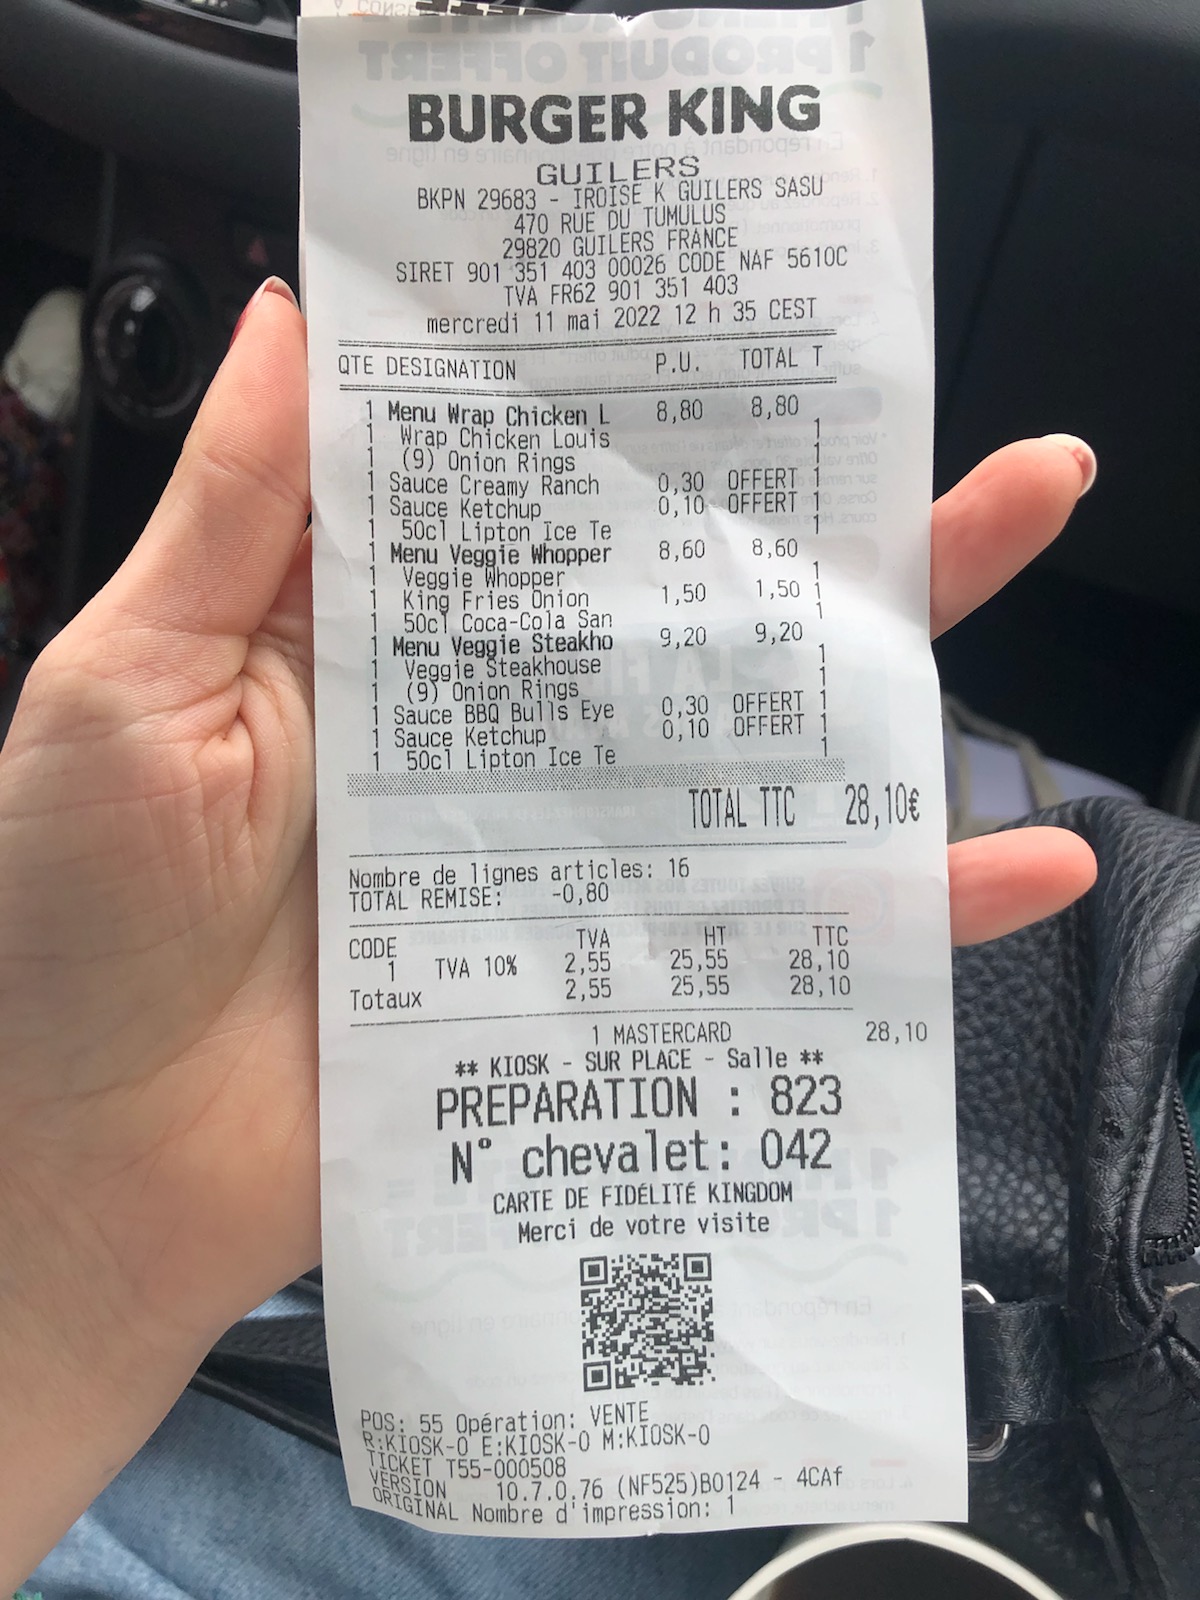 BURGER KING
GUILERS
BKPN 29683 - IROISE K GUILERS SASU
470 RUE DU TUMULUS
29820 GUILERS FRANCE
SIRET 901 351 403 00026 CODE NAF 5610C
TVA FR62 901 351 403
mercredi 11 mai 2022 12 h 35 CEST
QTE DESIGNATION P.U. TOTAL T
1 Menu Wrap Chicken L 8,80 8,80
1 Wrap Chicken Louis 1
1 (9) Onion Rings 1
1 Sauce Creamy Ranch 0,30 OFFERT 1
1 Sauce Ketchup 0,10 OFFERT 1
1 50cl Lipton Ice Te 1
1 Menu Veggie Whopper 8,60 8,60
1 Veggie Whopper 1
1 King Fries Onion 1,50 1,50 1
1 50cl Coca-Cola San 1
1 Menu Veggie Steakho 9,20 9,20
1 Veggie Steakhouse 1
1 (9) Onion Rings 1
1 Sauce BBQ Bulls Eye 0,30 OFFERT 1
1 Sauce Ketchup 0,10 OFFERT 1
1 50cl Lipton Ice Te 1
TOTAL TTC 28,10€
Nombre de lignes articles: 16
TOTAL REMISE: -0,80
CODE TVA HT TTC
1 TVA 10% 2,55 25,55 28,10
Totaux 2,55 25,55 28,10
1 MASTERCARD 28,10
** KIOSK - SUR PLACE - Salle **
PREPARATION : 823
N° chevalet: 042
CARTE DE FIDÉLITÉ KINGDOM
Merci de votre visite
POS: 55 Opération: VENTE
R:KIOSK-0 E:KIOSK-0 M:KIOSK-0
TICKET T55-000508
VERSION 10.7.0.76 (NF525)B0124 - 4CAf
ORIGINAL Nombre d'impression: 1